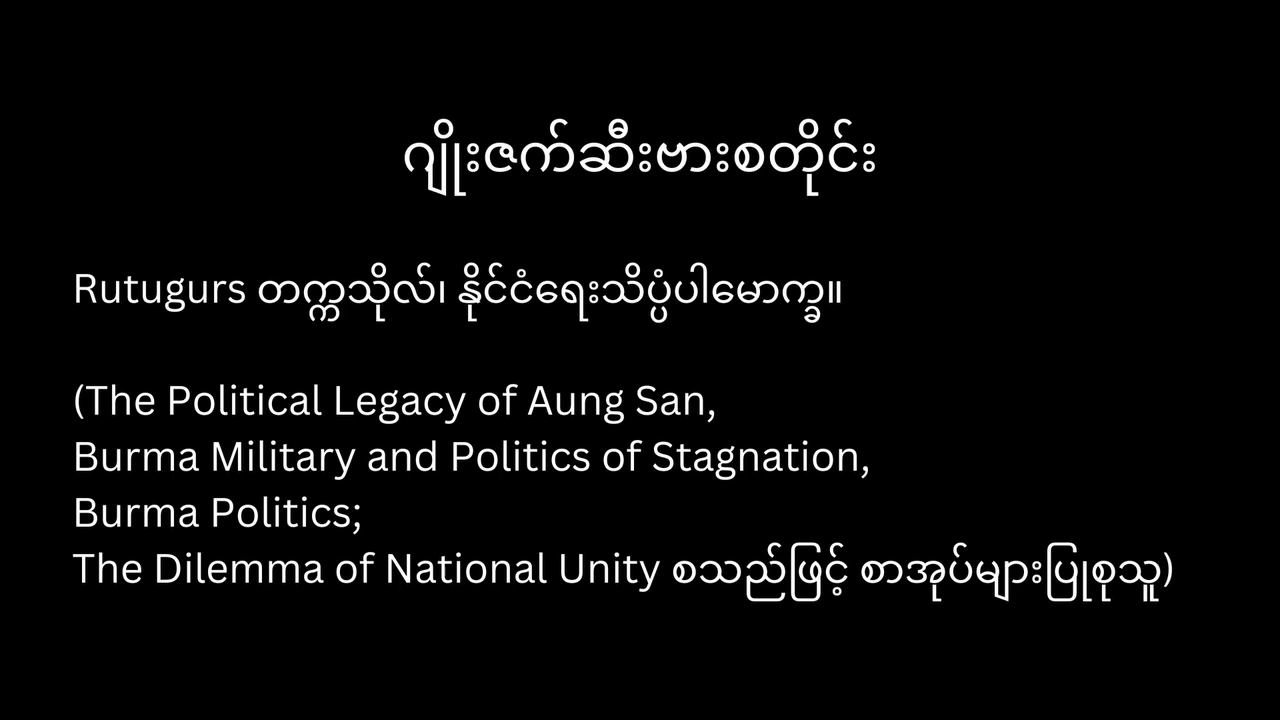 ဂျိုးဇက်ဆီးဗားစတိုင်း
Rutugurs တက္ကသိုလ်၊ နိုင်ငံရေးသိပ္ပံပါမောက္ခ။
(The Political Legacy of Aung San,
Burma Military and Politics of Stagnation,
Burma Politics;
The Dilemma of National Unity စသည်ဖြင့် စာအုပ်များပြုစုသူ)